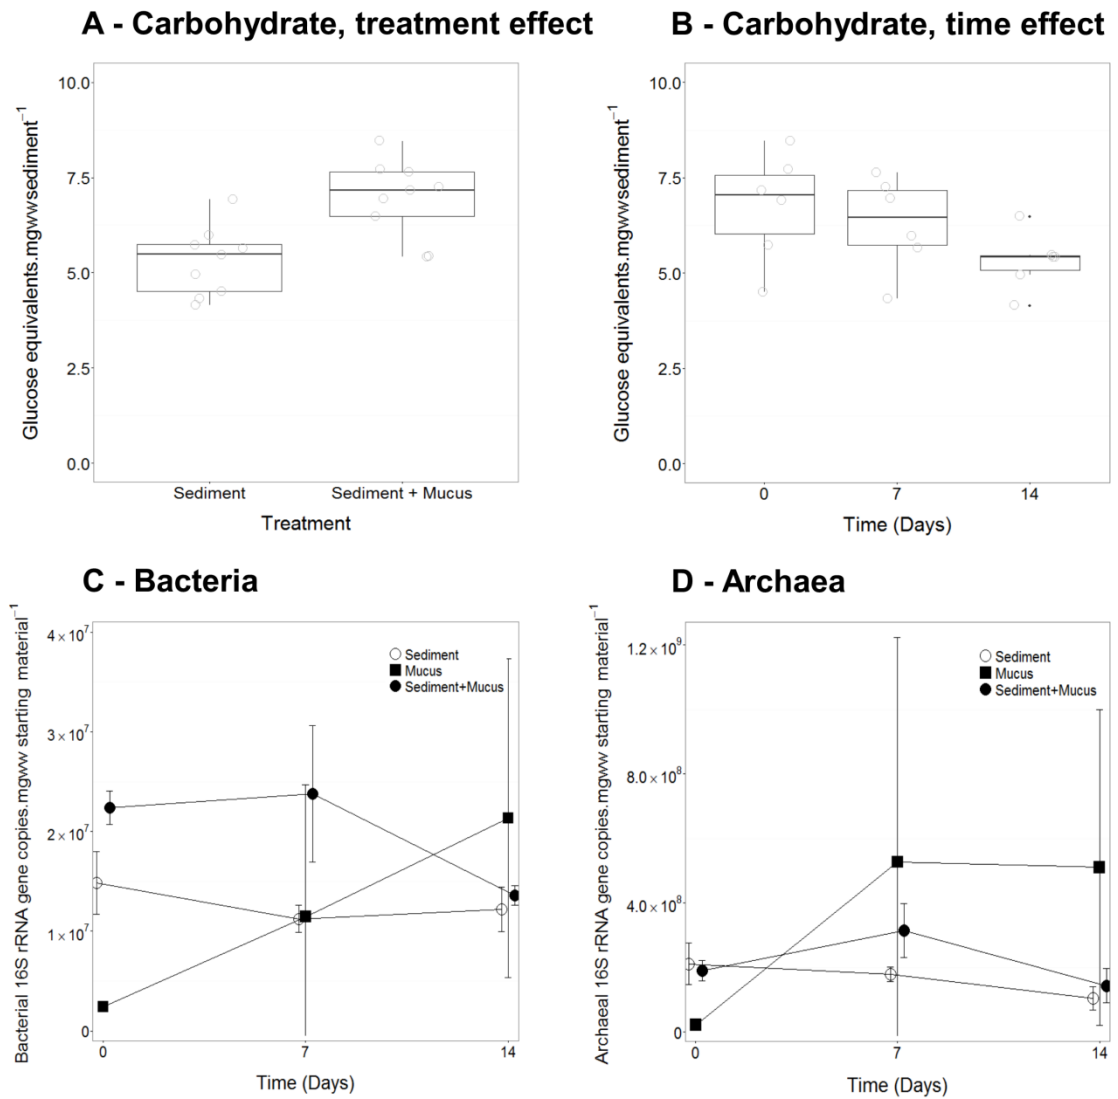 A - Carbohydrate, treatment effect
Glucose equivalents.mgwwsediment⁻¹
10.0
7.5
5.0
2.5
0.0
Sediment
Sediment + Mucus
Treatment
B - Carbohydrate, time effect
Glucose equivalents.mgwwsediment⁻¹
10.0
7.5
5.0
2.5
0.0
0
7
14
Time (Days)
C - Bacteria
Bacterial 16S rRNA gene copies.mgww starting material⁻¹
4 × 10⁷
3 × 10⁷
2 × 10⁷
1 × 10⁷
0
Sediment
Mucus
Sediment+Mucus
0
7
14
Time (Days)
D - Archaea
Archaeal 16S rRNA gene copies.mgww starting material⁻¹
1.2 × 10⁹
8.0 × 10⁸
4.0 × 10⁸
0
Sediment
Mucus
Sediment+Mucus
0
7
14
Time (Days)